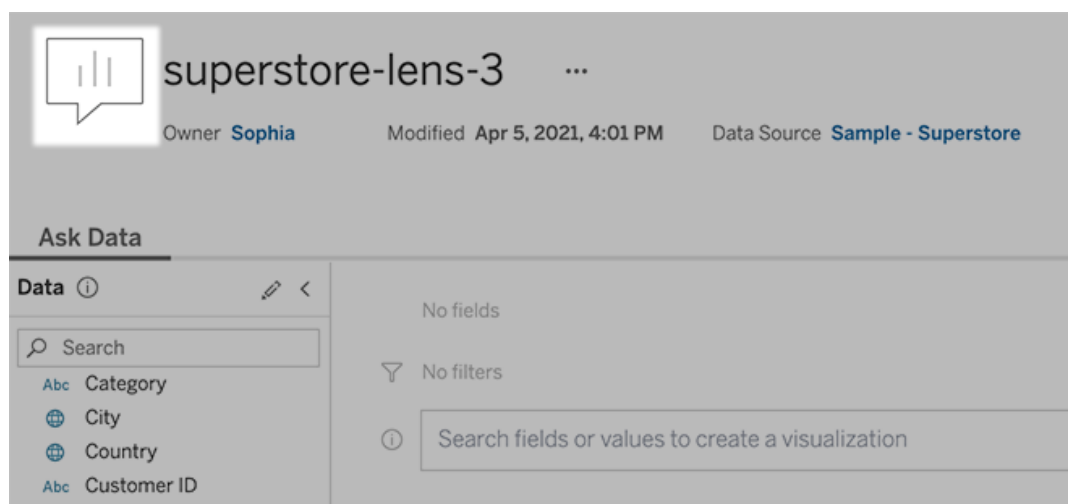 superstore-lens-3 ...
Owner Sophia Modified Apr 5, 2021, 4:01 PM Data Source Sample - Superstore
Ask Data
Data
Search
Abc Category
City
Country
Abc Customer ID
No fields
No filters
Search fields or values to create a visualization